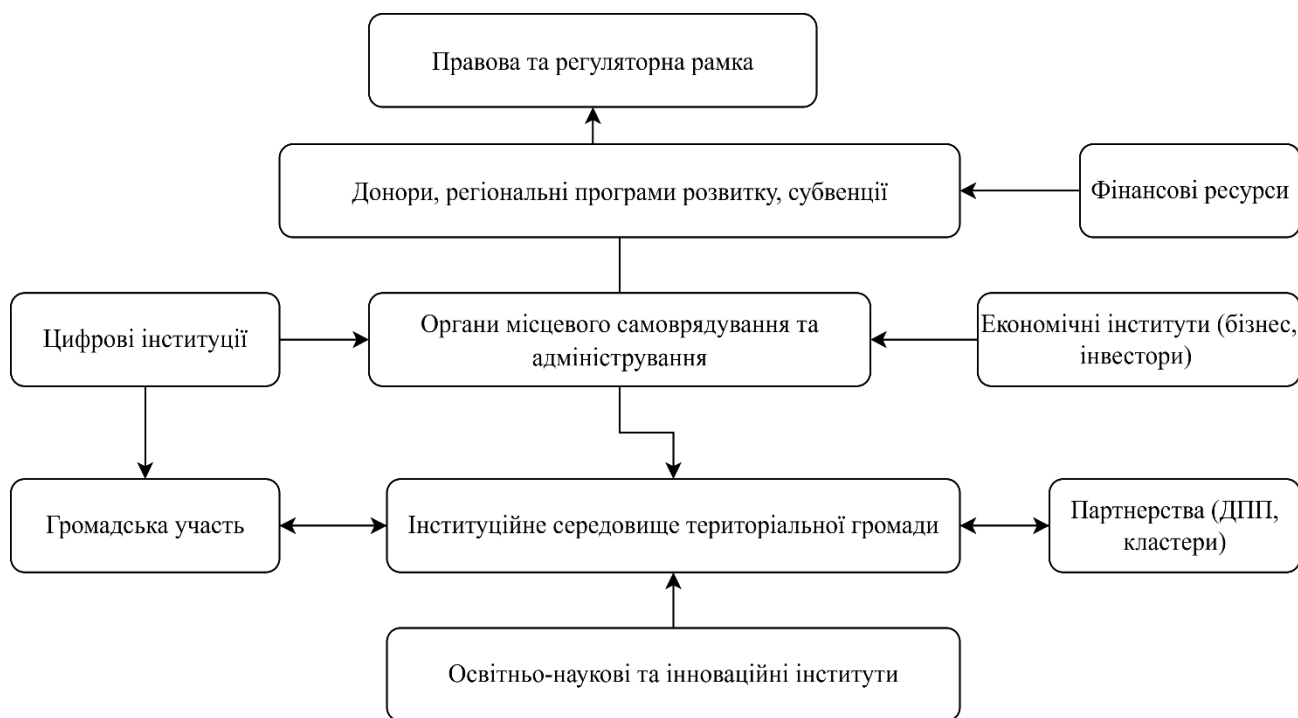 Правова та регуляторна рамка
Донори, регіональні програми розвитку, субвенції
Фінансові ресурси
Цифрові інституції
Органи місцевого самоврядування та
адміністрування
Економічні інститути (бізнес,
інвестори)
Громадська участь
Інституційне середовище територіальної громади
Партнерства (ДПП,
кластери)
Освітньо-наукові та інноваційні інститути